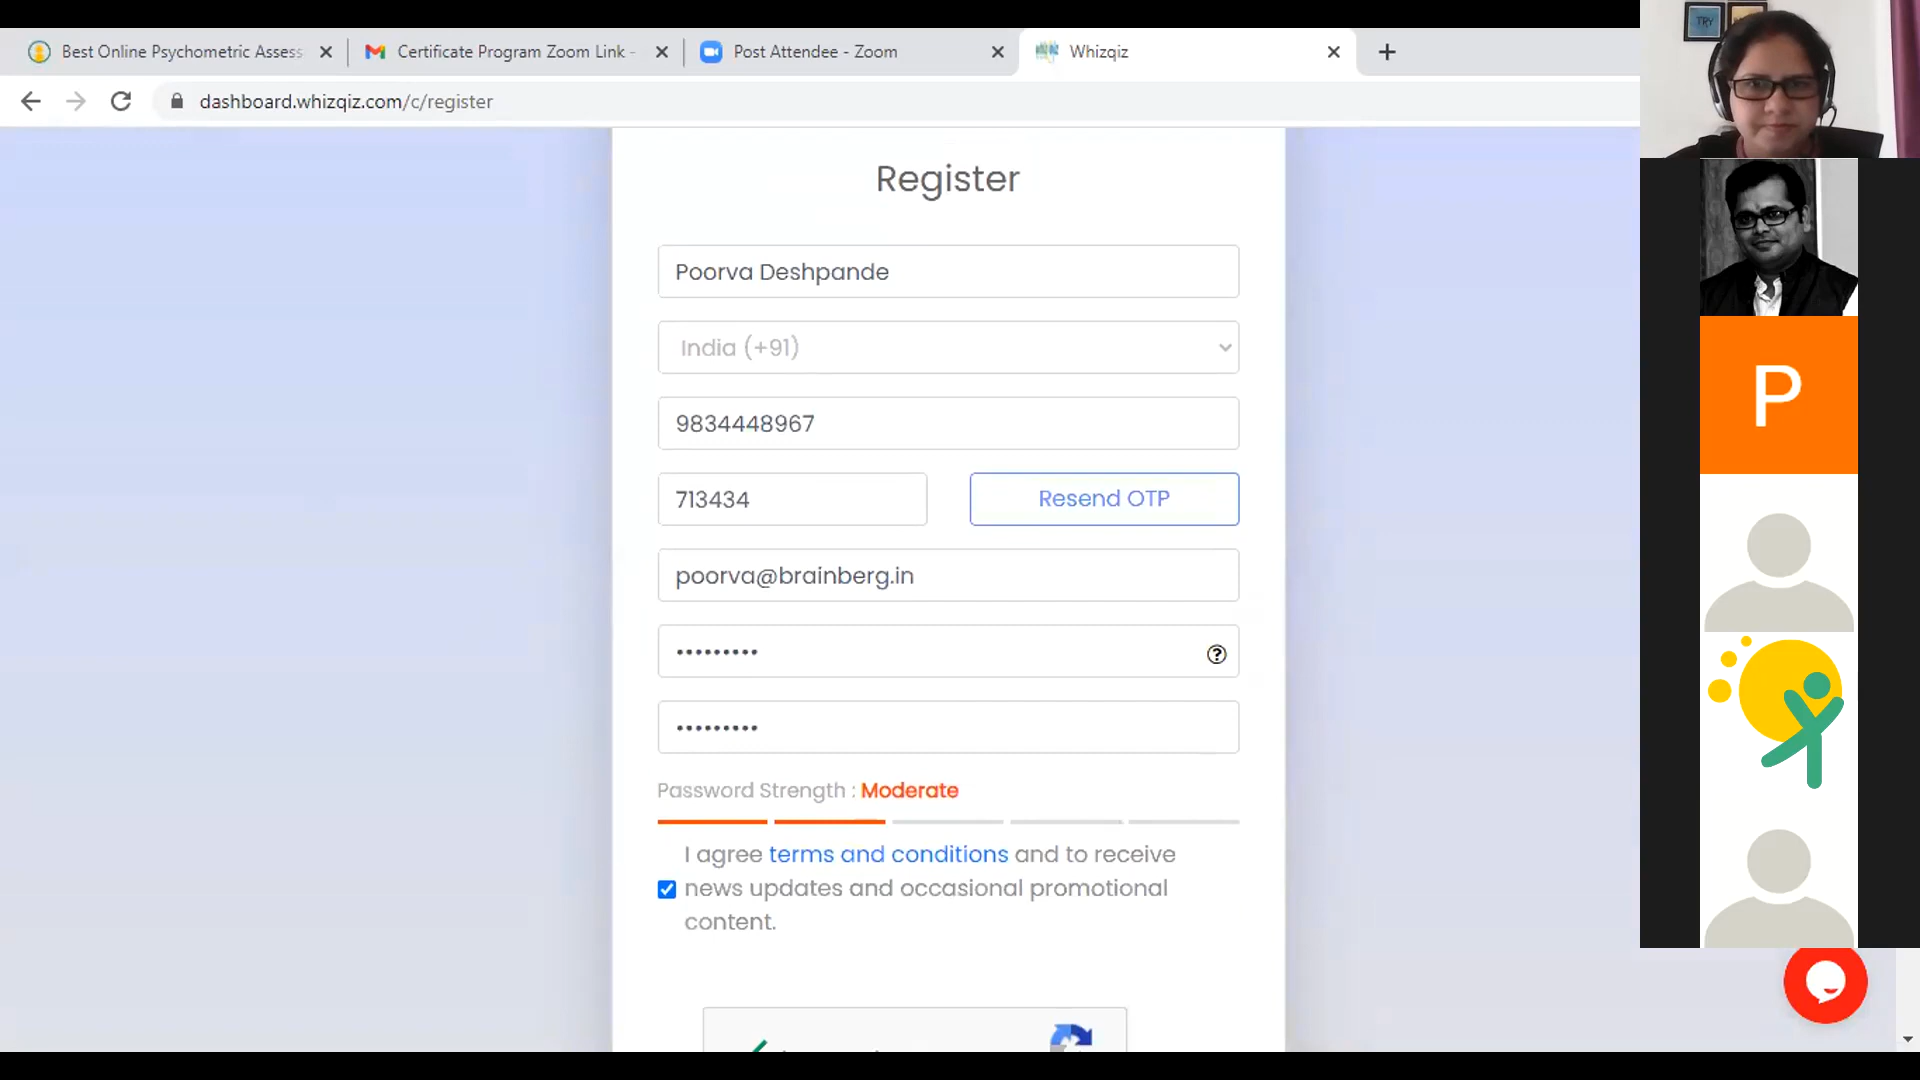 Best Online Psychometric Assess
Certificate Program Zoom Link -
Post Attendee - Zoom
Whizqiz
dashboard.whizqiz.com/c/register
TRY
Register
Poorva Deshpande
India (+91)
9834448967
713434
Resend OTP
poorva@brainberg.in
Password Strength : Moderate
I agree terms and conditions and to receive
news updates and occasional promotional
content.
P